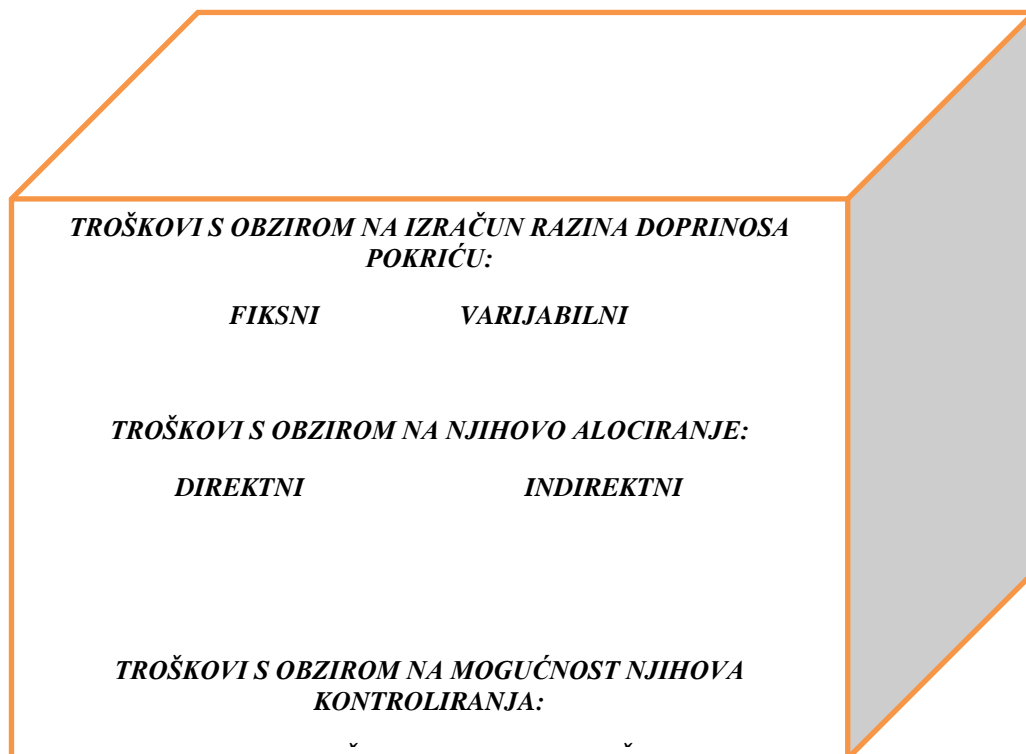 TROŠKOVI S OBZIROM NA IZRAČUN RAZINA DOPRINOSA
POKRIĆU:
FIKSNI VARIJABILNI
TROŠKOVI S OBZIROM NA NJIHOVO ALOCIRANJE:
DIREKTNI INDIREKTNI
TROŠKOVI S OBZIROM NA MOGUĆNOST NJIHOVA
KONTROLIRANJA: